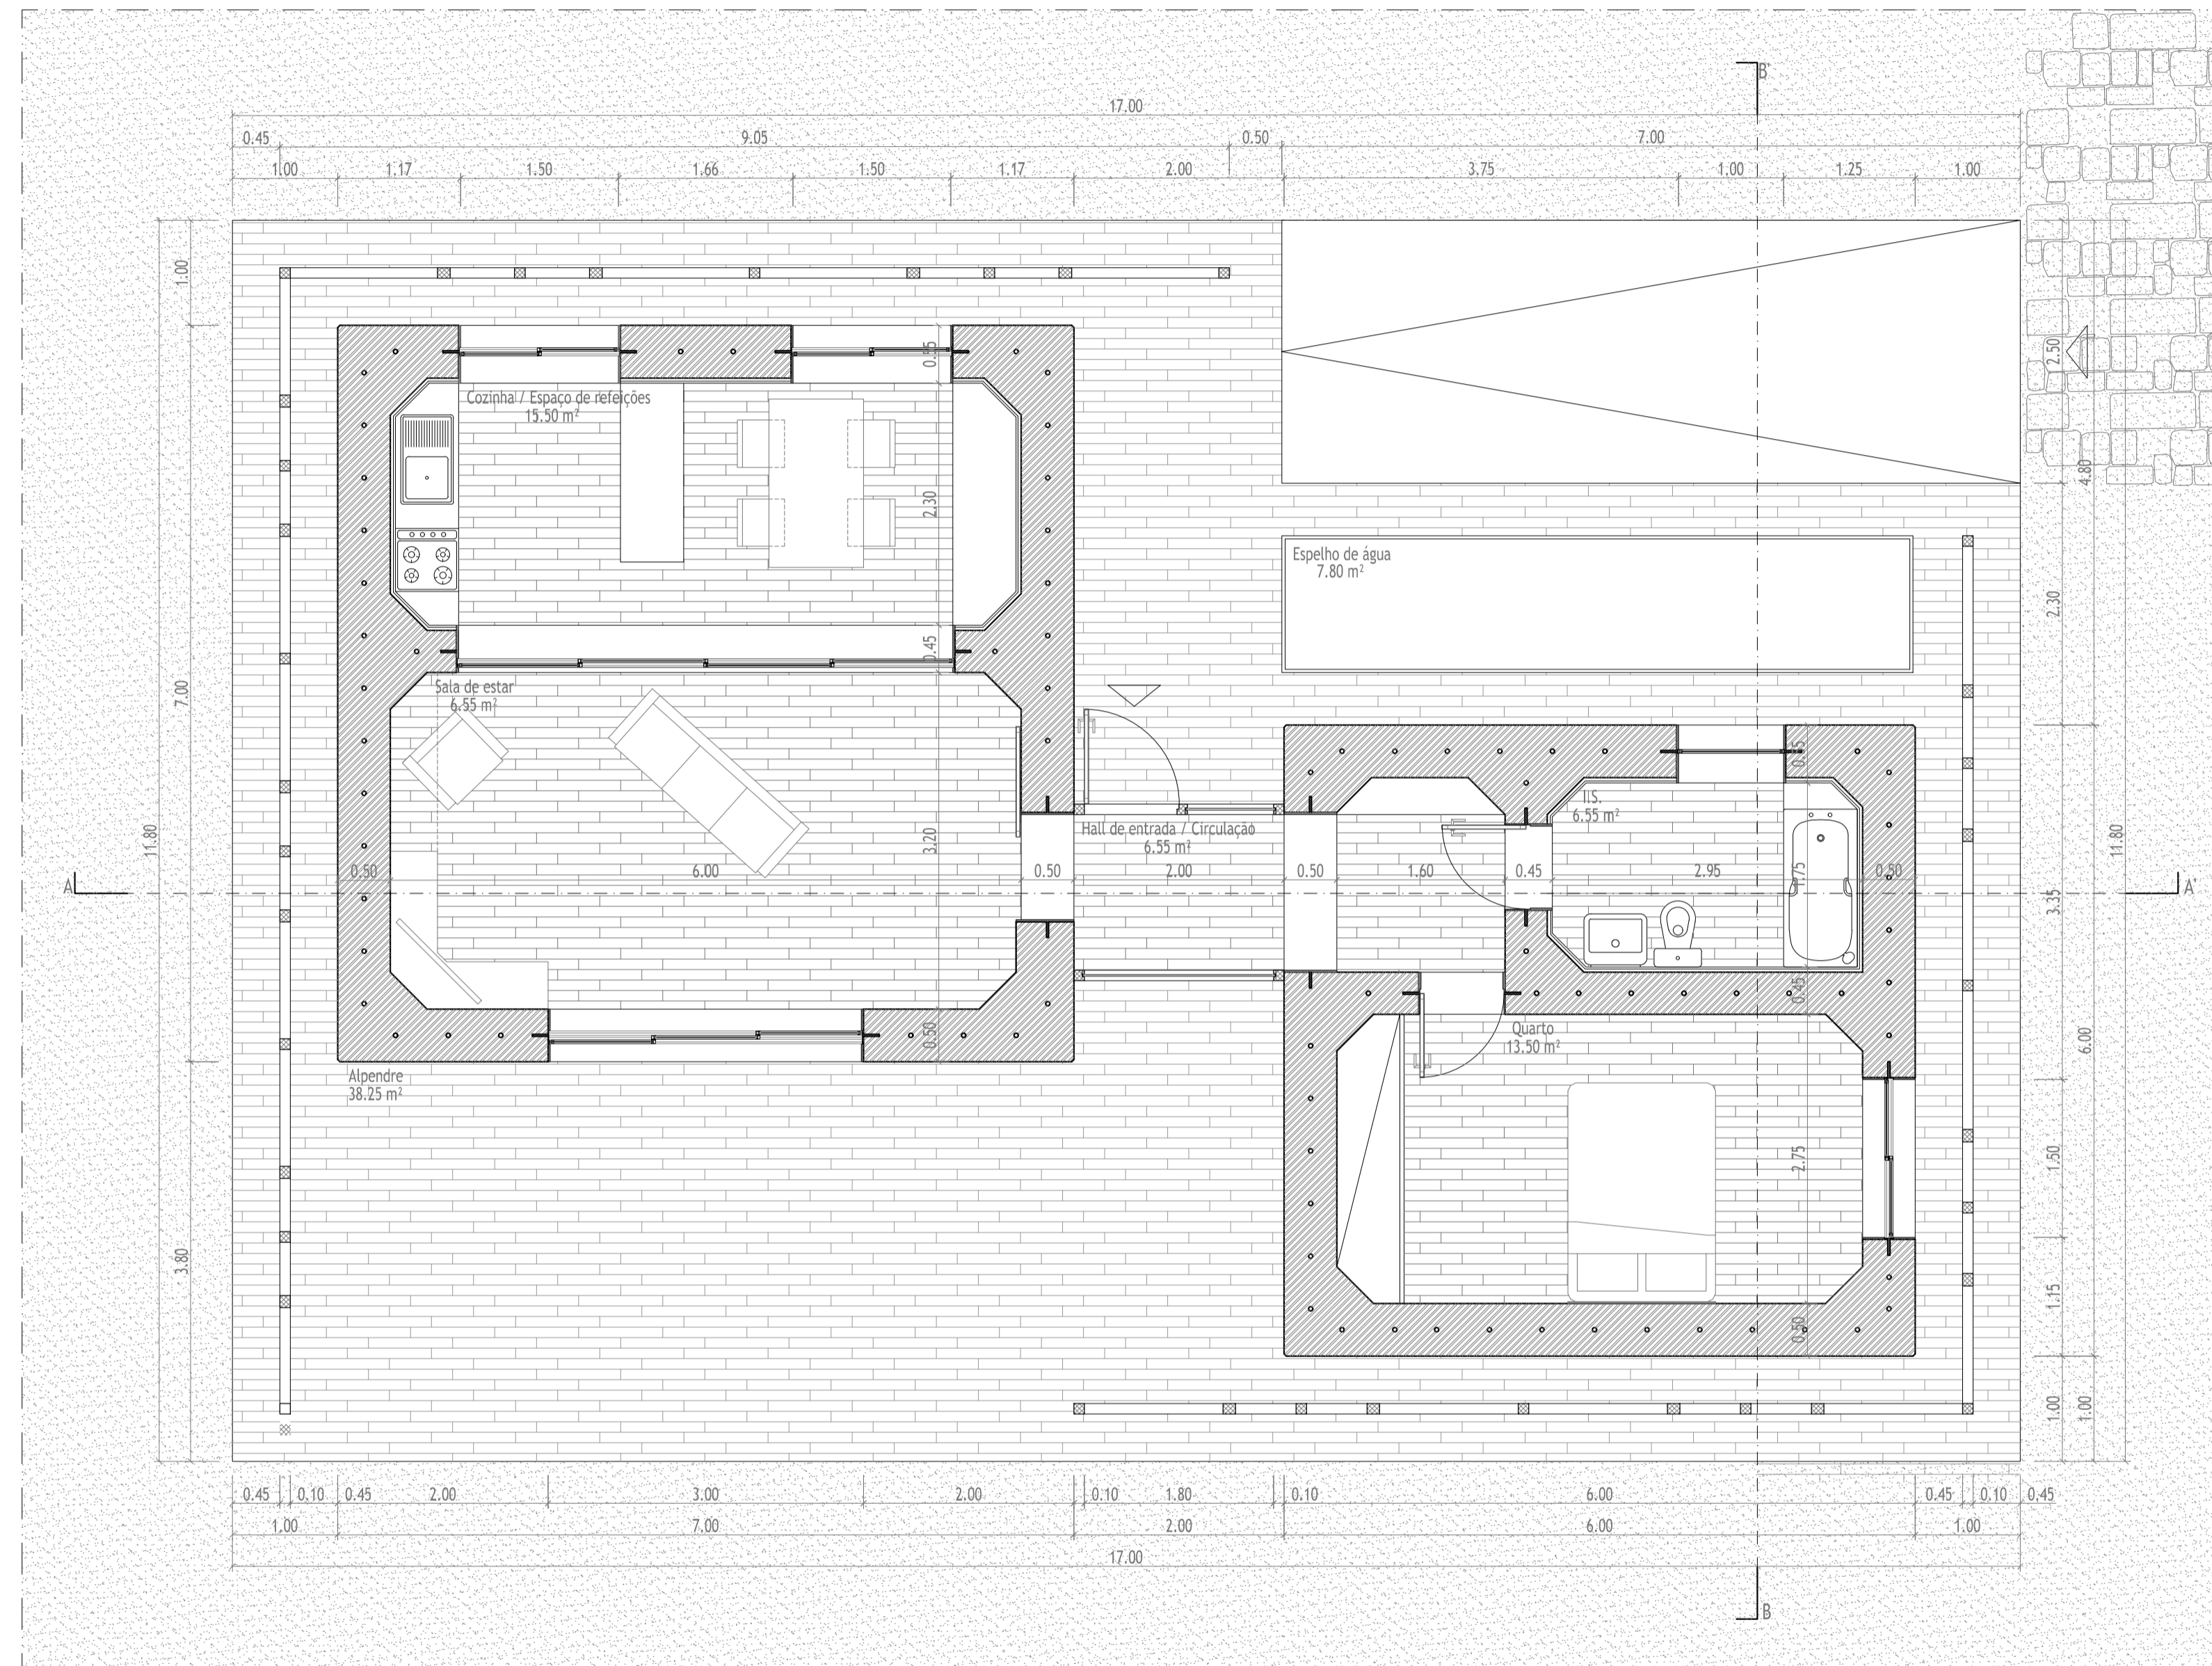 B'
17.00
0.45 9.05 0.50 7.00
1.00 1.17 1.50 1.66 1.50 1.17 2.00 3.75 1.00 1.25 1.00
1.00
0.55
2.50
Cozinha / Espaço de refeições
15.50 m²
4.80
2.30
Espelho de água
7.80 m²
2.30
0.45
Sala de estar
6.55 m²
7.00
0.55
I.S.
6.55 m²
Hall de entrada / Circulação
6.55 m²
11.80
3.20
11.80
0.50 6.00 0.50 2.00 0.50 1.60 0.45 2.95 1.75 0.50
A
A'
3.35
0.45
0.50
Quarto
13.50 m²
6.00
Alpendre
38.25 m²
2.75
1.50
3.80
1.15
0.50
1.00 1.00
0.45 0.10 0.45 2.00 3.00 2.00 0.10 1.80 0.10 6.00 0.45 0.10 0.45
1.00 7.00 2.00 6.00 1.00
17.00
B